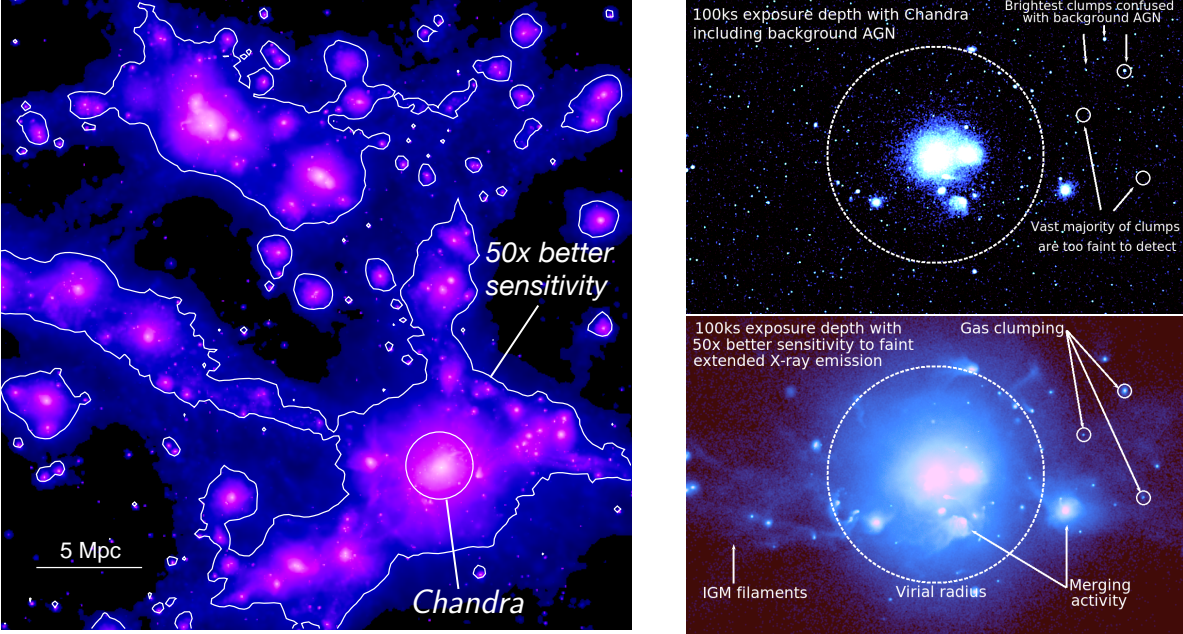 50x better
sensitivity
5 Mpc
Chandra
100ks exposure depth with Chandra
including background AGN
Brightest clumps confused
with background AGN
Vast majority of clumps
are too faint to detect
100ks exposure depth with
50x better sensitivity to faint
extended X-ray emission
Gas clumping
IGM filaments
Virial radius
Merging
activity